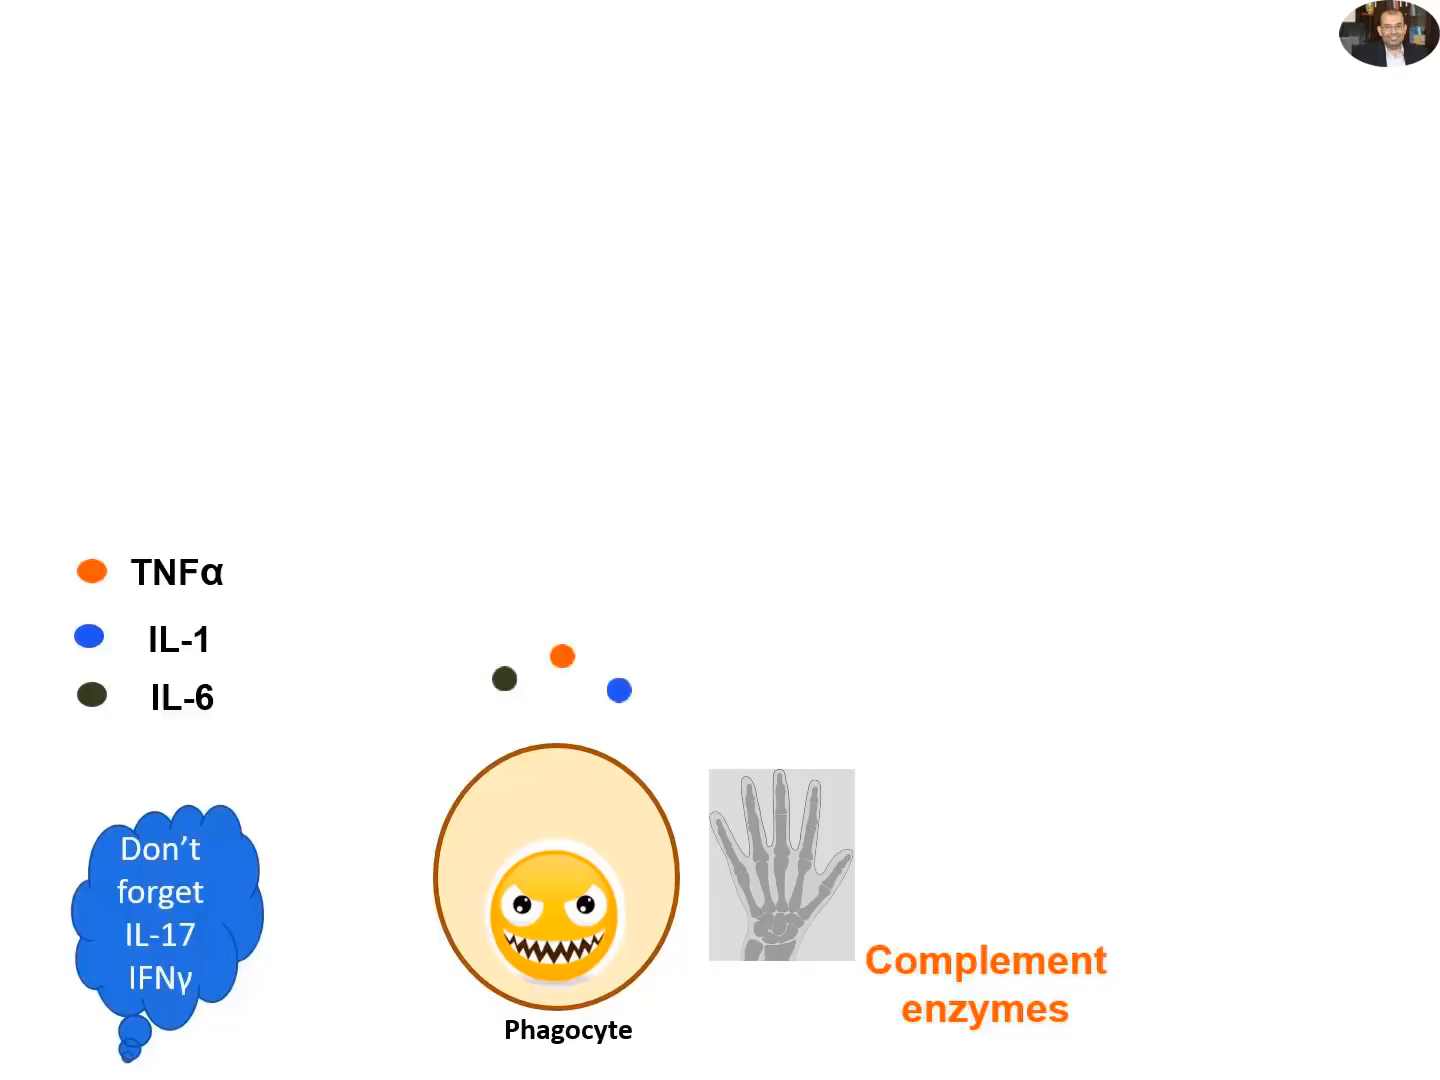 TNFα
IL-1
IL-6
Don’t
forget
IL-17
IFNγ
Phagocyte
Complement
enzymes